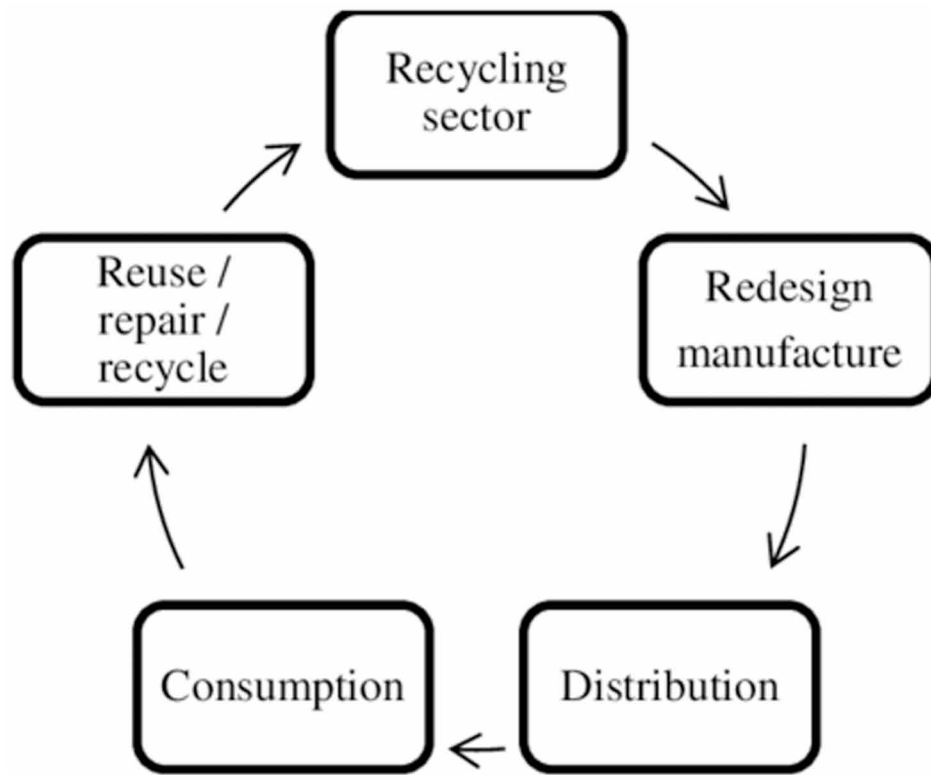 Recycling
sector
Redesign
manufacture
Distribution
Consumption
Reuse /
repair /
recycle